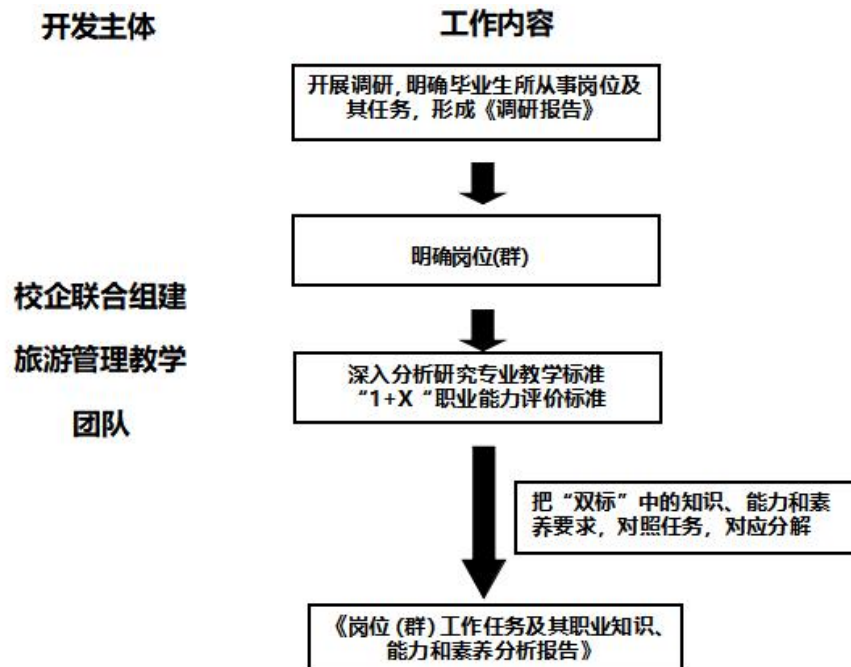 开发主体
工作内容
开展调研，明确毕业生所从事岗位及
其任务，形成《调研报告》
明确岗位(群)
校企联合组建
旅游管理教学
团队
深入分析研究专业教学标准
“1+X“职业能力评价标准
把“双标”中的知识、能力和素
养要求，对照任务，对应分解
《岗位 (群) 工作任务及其职业知识、
能力和素养分析报告》